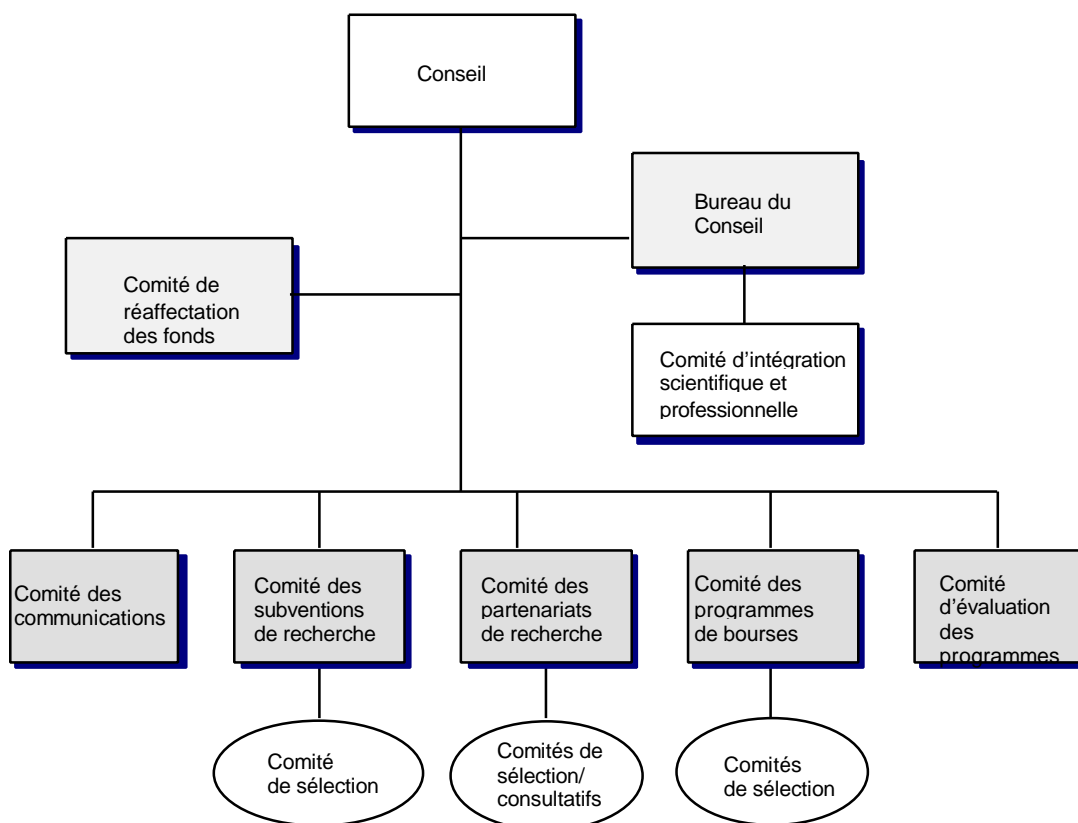 Conseil
Bureau du
Conseil
Comité de
réaffectation
des fonds
Comité d'intégration
scientifique et
professionnelle
Comité des
communications
Comité des
subventions
de recherche
Comité des
partenariats
de recherche
Comité des
programmes
de bourses
Comité
d'évaluation
des
programmes
Comité
de sélection
Comités de
sélection/
consultatifs
Comités
de sélection